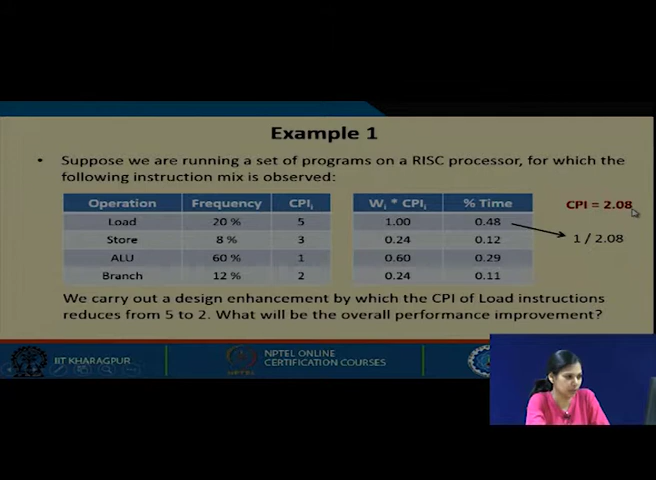 Example 1
• Suppose we are running a set of programs on a RISC processor, for which the
following instruction mix is observed:
Operation Frequency CPIi
Load 20 % 5
Store 8 % 3
ALU 60 % 1
Branch 12 % 2
Wi * CPIi % Time
1.00 0.48
0.24 0.12
0.60 0.29
0.24 0.11
CPI = 2.08
1 / 2.08
We carry out a design enhancement by which the CPI of Load instructions
reduces from 5 to 2. What will be the overall performance improvement?
IIT KHARAGPUR
NPTEL ONLINE
CERTIFICATION COURSES
NPTEL